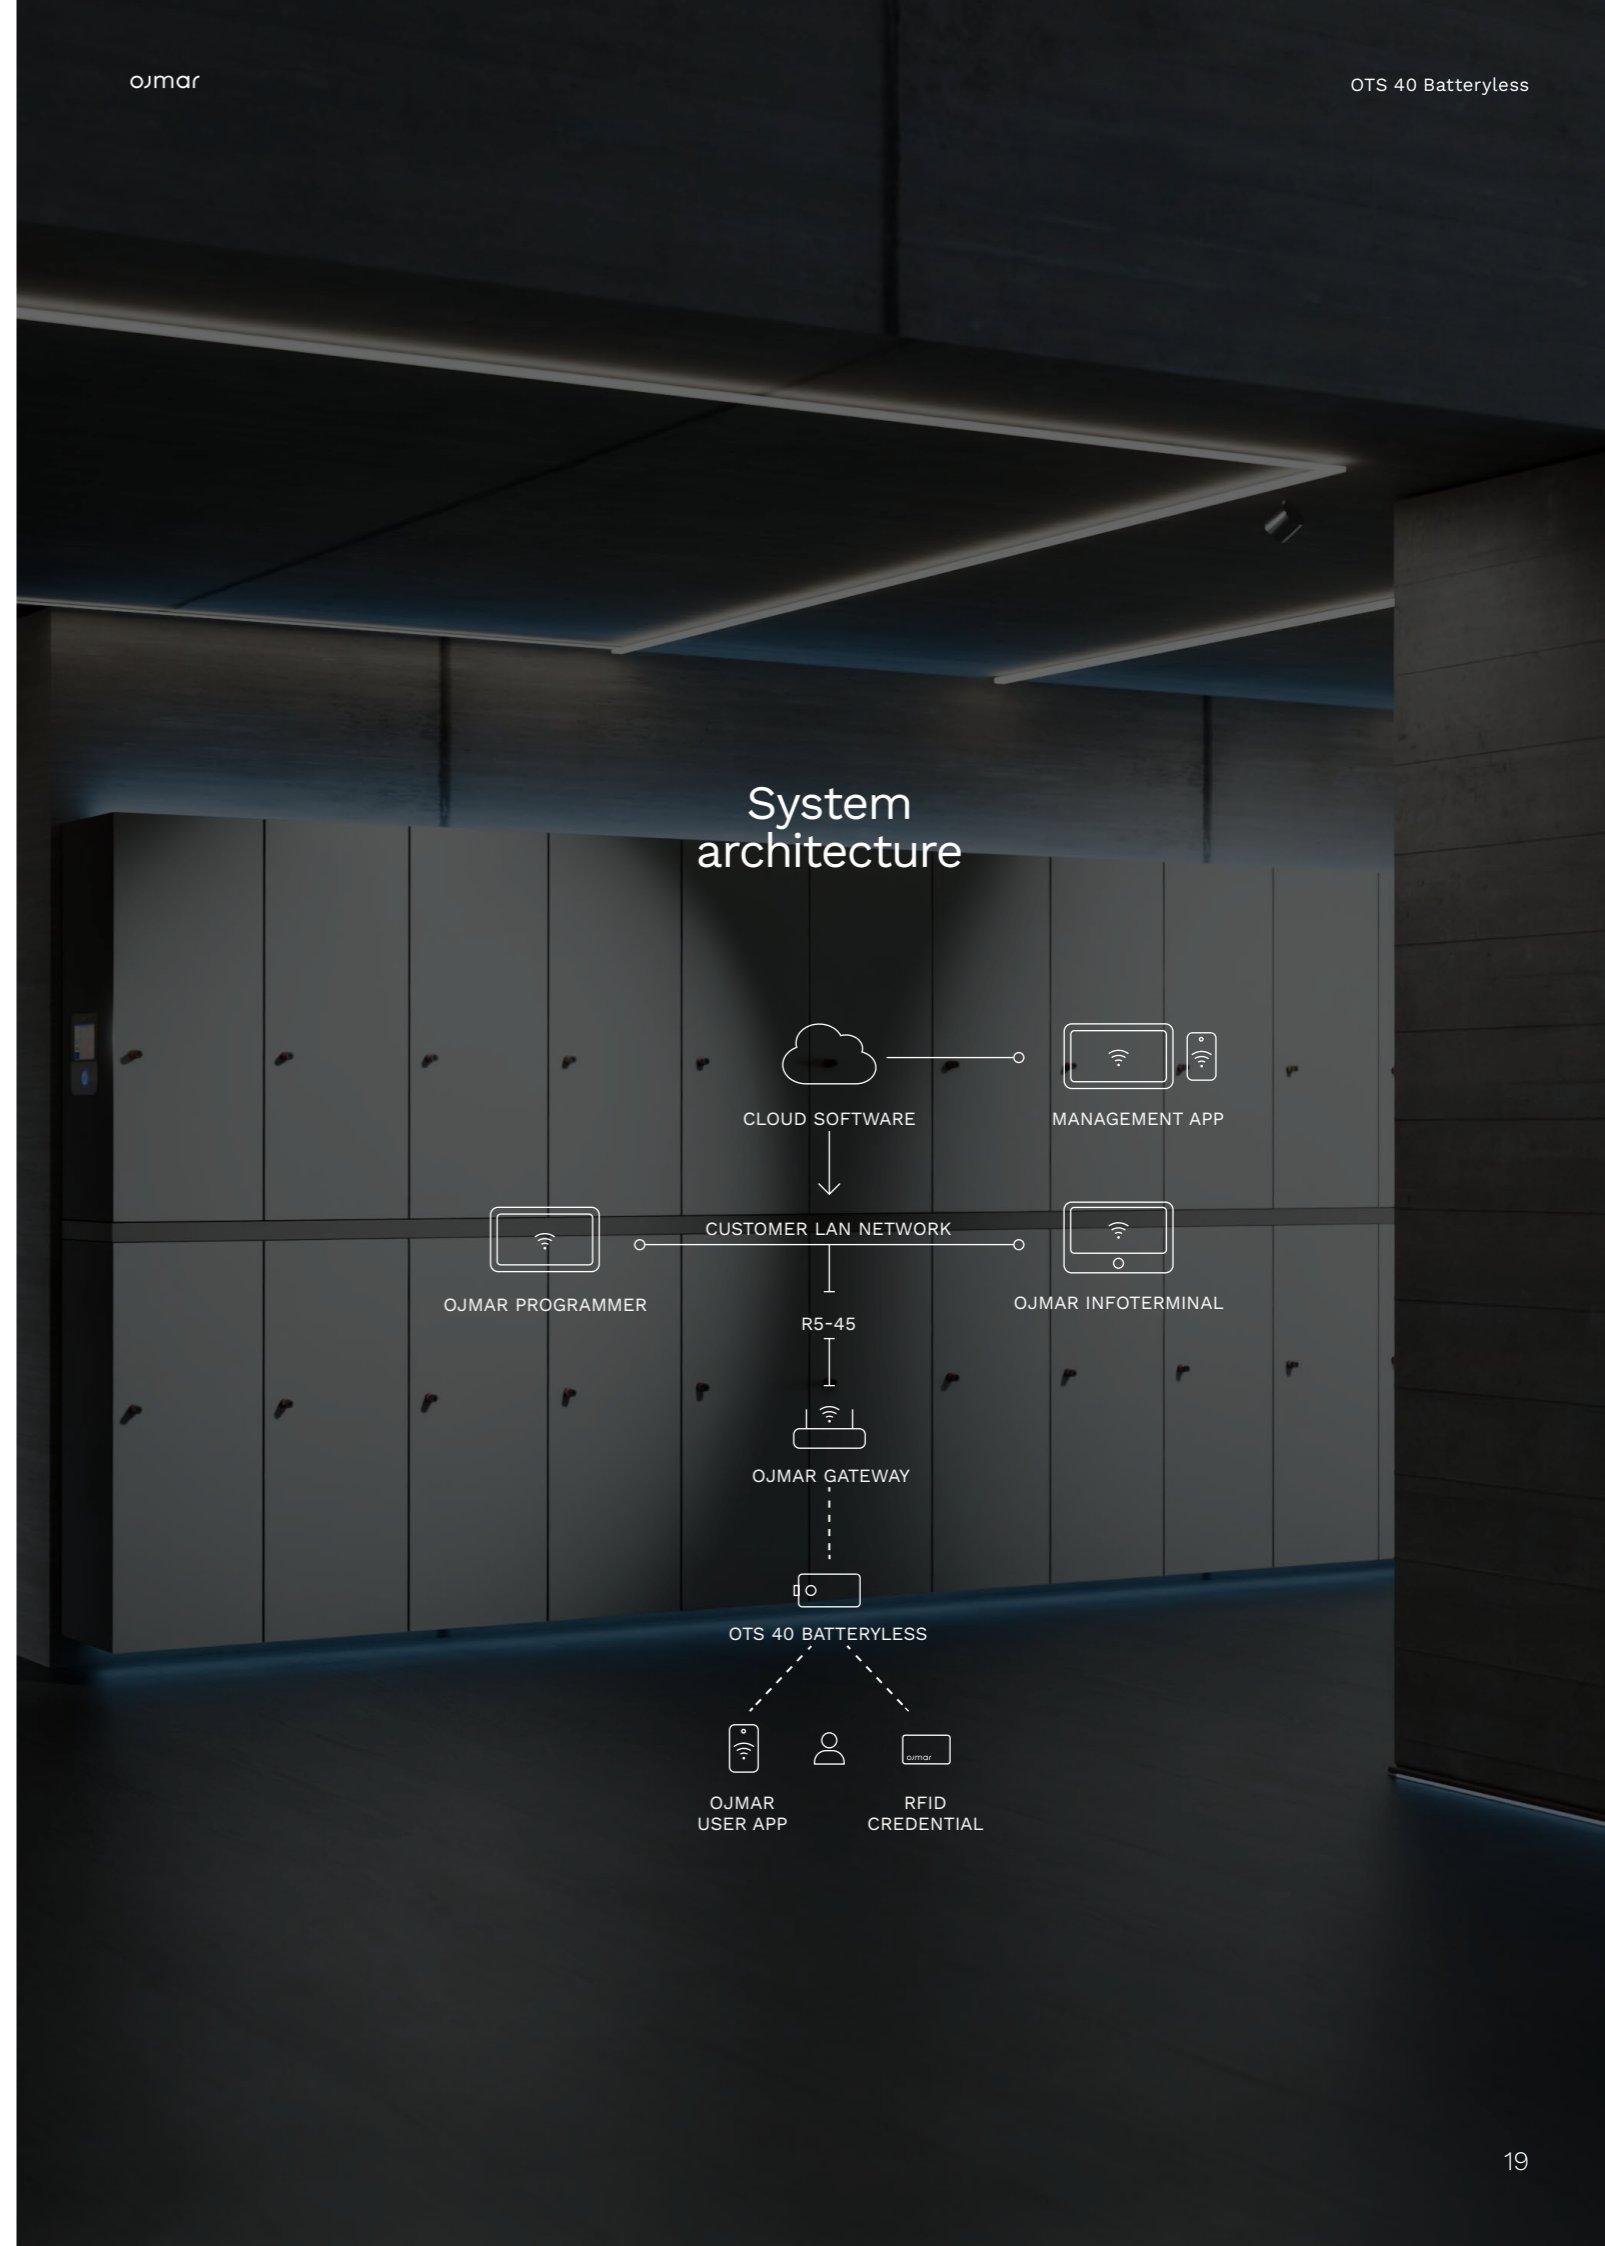 ojmar
OTS 40 Batteryless
System
architecture
CLOUD SOFTWARE
MANAGEMENT APP
CUSTOMER LAN NETWORK
OJMAR PROGRAMMER
OJMAR INFOTERMINAL
R5-45
OJMAR GATEWAY
OTS 40 BATTERYLESS
ojmar
OJMAR
USER APP
RFID
CREDENTIAL
19